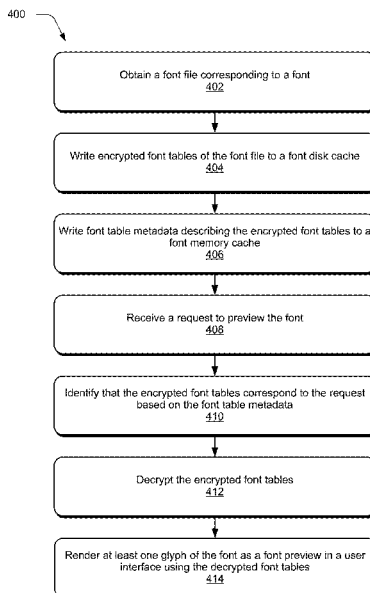 400
Obtain a font file corresponding to a font
402
Write encrypted font tables of the font file to a font disk cache
404
Write font table metadata describing the encrypted font tables to a
font memory cache
406
Receive a request to preview the font
408
Identify that the encrypted font tables correspond to the request
based on the font table metadata
410
Decrypt the encrypted font tables
412
Render at least one glyph of the font as a font preview in a user
interface using the decrypted font tables
414